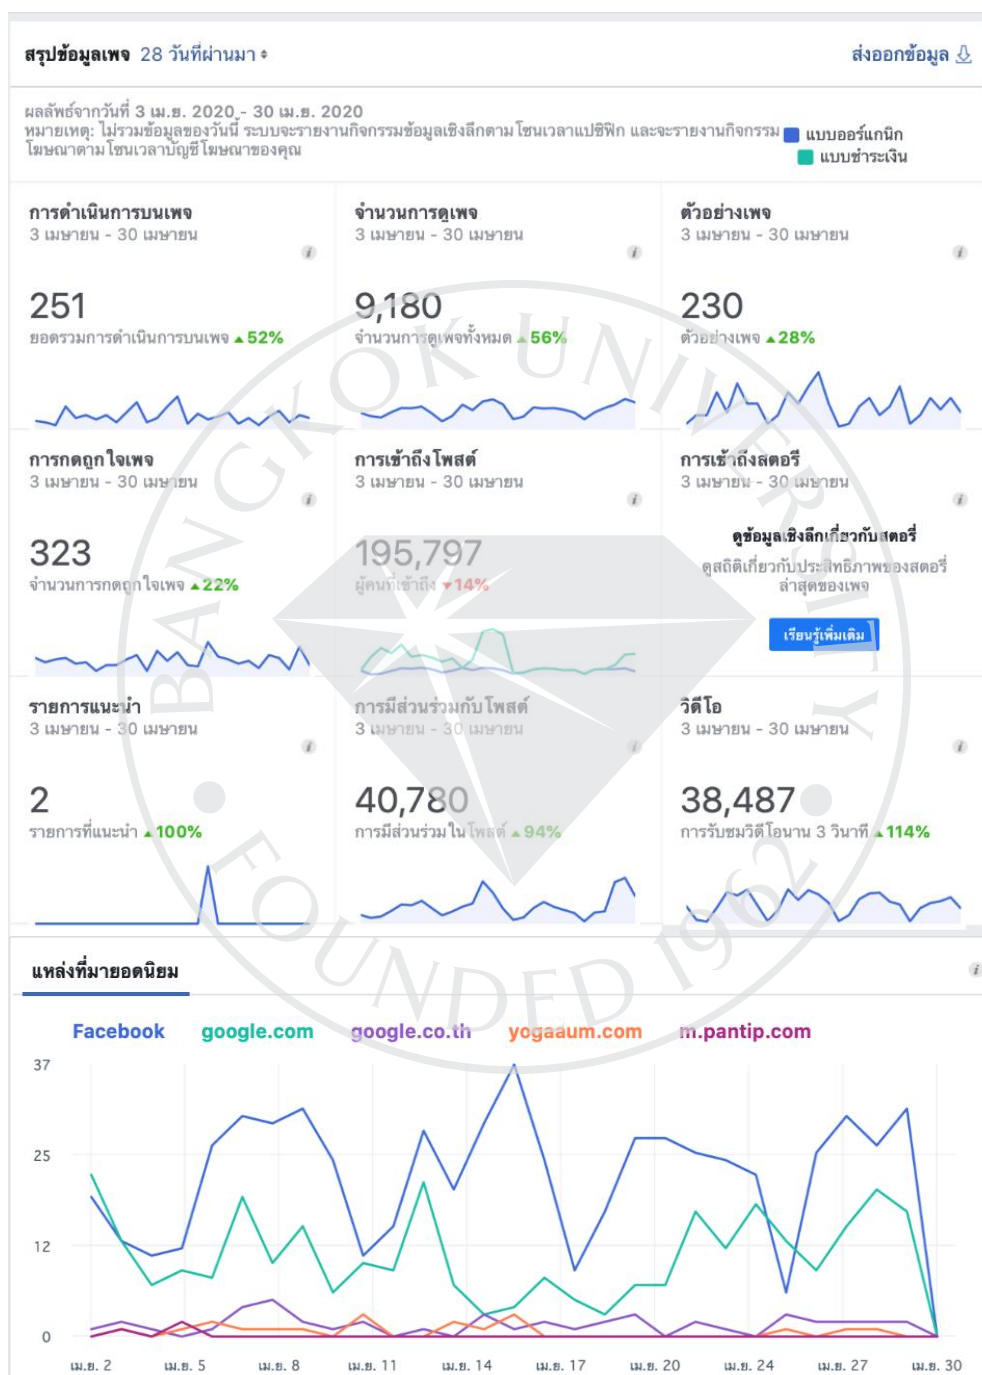 สรุปข้อมูลเพจ 28 วันที่ผ่านมา
ส่งออกข้อมูล
ผลลัพธ์จากวันที่ 3 เม.ย. 2020 - 30 เม.ย. 2020
หมายเหตุ: ไม่รวมข้อมูลของวันนี้ ระบบจะรายงานกิจกรรมข้อมูลเชิงลึกตามโซนเวลาแปซิฟิก และจะรายงานกิจกรรม
โฆษณาตามโซนเวลาบัญชีโฆษณาของคุณ
แบบออร์แกนิก
แบบชำระเงิน
การดำเนินการบนเพจ
3 เมษายน - 30 เมษายน
251
ยอดรวมการดำเนินการบนเพจ ▲52%
จำนวนการดูเพจ
3 เมษายน - 30 เมษายน
9,180
จำนวนการดูเพจทั้งหมด ▲56%
ตัวอย่างเพจ
3 เมษายน - 30 เมษายน
230
ตัวอย่างเพจ ▲28%
การกดถูกใจเพจ
3 เมษายน - 30 เมษายน
323
จำนวนการกดถูกใจเพจ ▲22%
การเข้าถึงโพสต์
3 เมษายน - 30 เมษายน
195,797
ผู้คนที่เข้าถึง ▼14%
การเข้าถึงสตอรี่
3 เมษายน - 30 เมษายน
ดูข้อมูลเชิงลึกเกี่ยวกับสตอรี่
ดูสถิติเกี่ยวกับประสิทธิภาพของสตอรี่
ล่าสุดของเพจ
เรียนรู้เพิ่มเติม
รายการแนะนำ
3 เมษายน - 30 เมษายน
2
รายการที่แนะนำ ▲100%
การมีส่วนร่วมกับโพสต์
3 เมษายน - 30 เมษายน
40,780
การมีส่วนร่วมในโพสต์ ▲94%
วิดีโอ
3 เมษายน - 30 เมษายน
38,487
การรับชมวิดีโอนาน 3 วินาที ▲114%
แหล่งที่มายอดนิยม
Facebook google.com google.co.th yogaaum.com m.pantip.com
37
25
12
0
เม.ย. 2 เม.ย. 5 เม.ย. 8 เม.ย. 11 เม.ย. 14 เม.ย. 17 เม.ย. 20 เม.ย. 24 เม.ย. 27 เม.ย. 30
BANGKOK UNIVERSITY
FOUNDED 1962